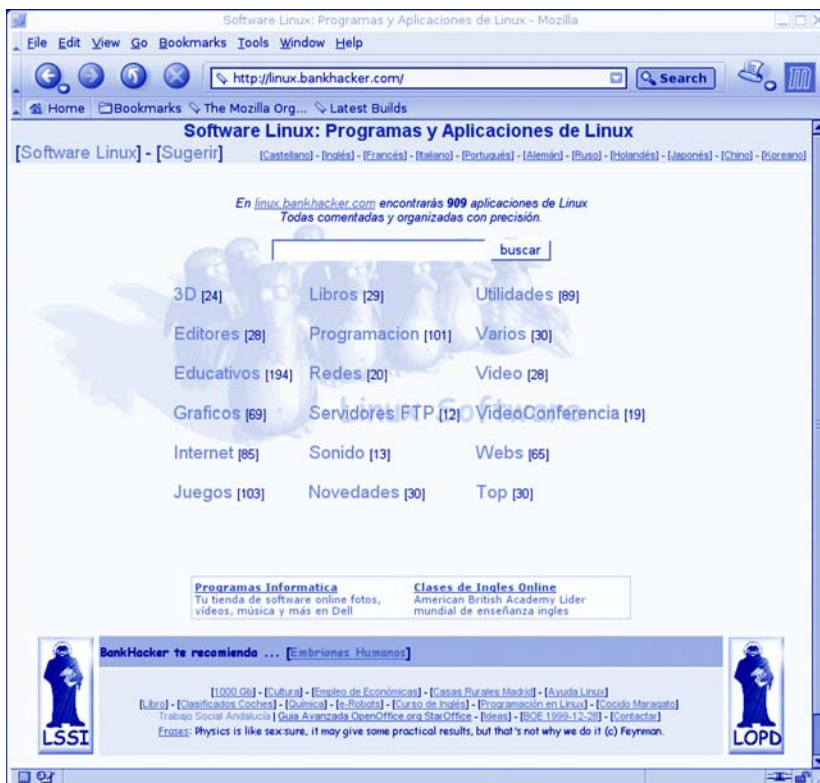 Software Linux: Programas y Aplicaciones de Linux - Mozilla
File Edit View Go Bookmarks Tools Window Help
http://linux.bankhacker.com/ Search
Home Bookmarks The Mozilla Org... Latest Builds
Software Linux: Programas y Aplicaciones de Linux
[Software Linux] - [Sugerir] [Castellano] - [Inglés] - [Francés] - [Italiano] - [Portugués] - [Alemán] - [Ruso] - [Holandés] - [Japonés] - [Chino] - [Koreano]
En linux.bankhacker.com encontrarás 909 aplicaciones de Linux
Todas comentadas y organizadas con precisión.
buscar
3D [24] Libros [29] Utilidades [89]
Editores [28] Programacion [101] Varios [30]
Educativos [194] Redes [20] Video [28]
Linux Software
Graficos [69] Servidores FTP [12] VideoConferencia [19]
Internet [85] Sonido [13] Webs [65]
Juegos [103] Novedades [30] Top [30]
Programas Informatica Clases de Ingles Online
Tu tienda de software online fotos, American British Academy Lider
vídeos, música y más en Dell mundial de enseñanza ingles
BankHacker te recomienda ... [Embriones Humanos]
[1000 Gb] - [Cultura] - [Empleo de Económicas] - [Casas Rurales Madrid] - [Ayuda Linux]
[Libro] - [Clasificados Coches] - [Química] - [e-Robots] - [Curso de Inglés] - [Programación en Linux] - [Cocido Maragato]
Trabajo Social Andalucía | Guia Avanzada OpenOffice.org StarOffice - [Ideas] - [BOE 1999-12-28] - [Contactar]
Frases: Physics is like sex: sure, it may give some practical results, but that's not why we do it (c) Feynman.
LSSI LOPD